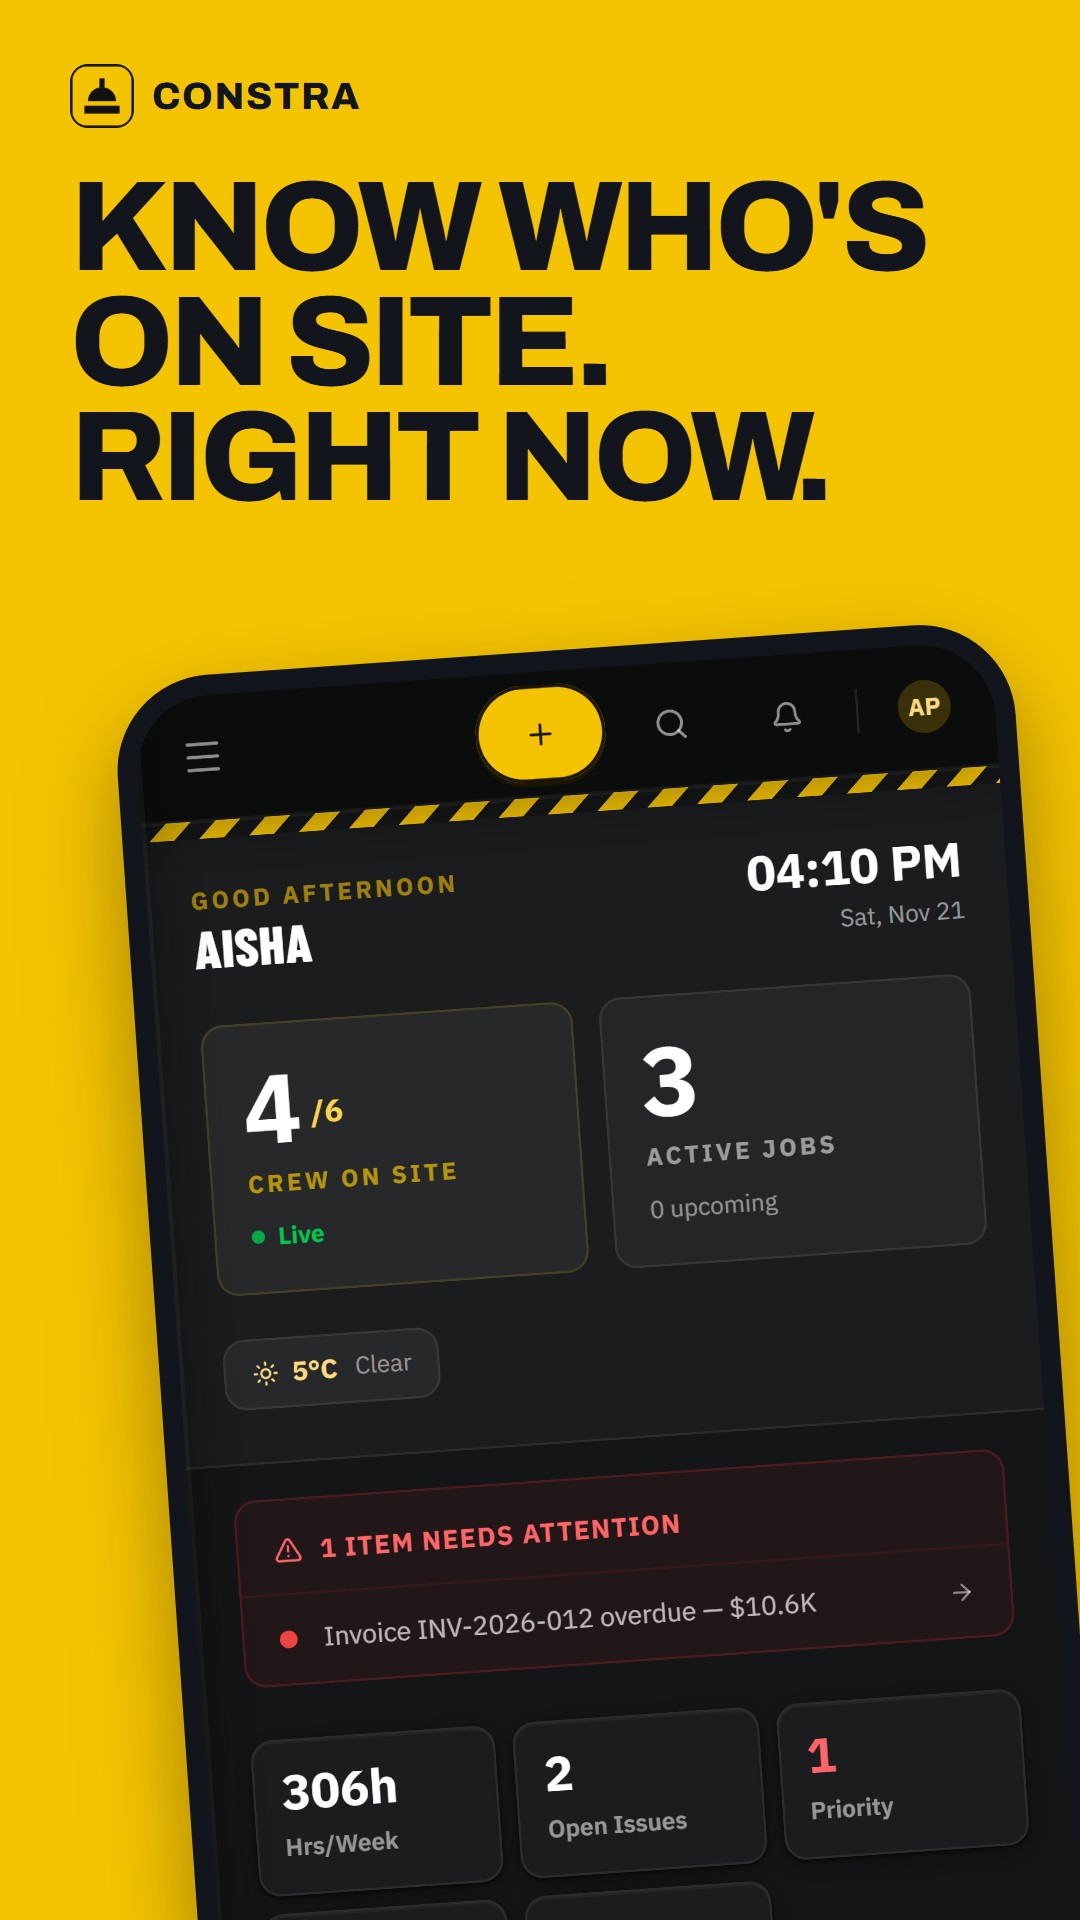 CONSTRA
KNOW WHO'S
ON SITE.
RIGHT NOW.
AP
GOOD AFTERNOON
AISHA
04:10 PM
Sat, Nov 21
4 /6
CREW ON SITE
Live
3
ACTIVE JOBS
0 upcoming
5°C Clear
1 ITEM NEEDS ATTENTION
Invoice INV-2026-012 overdue — $10.6K
306h
Hrs/Week
2
Open Issues
1
Priority